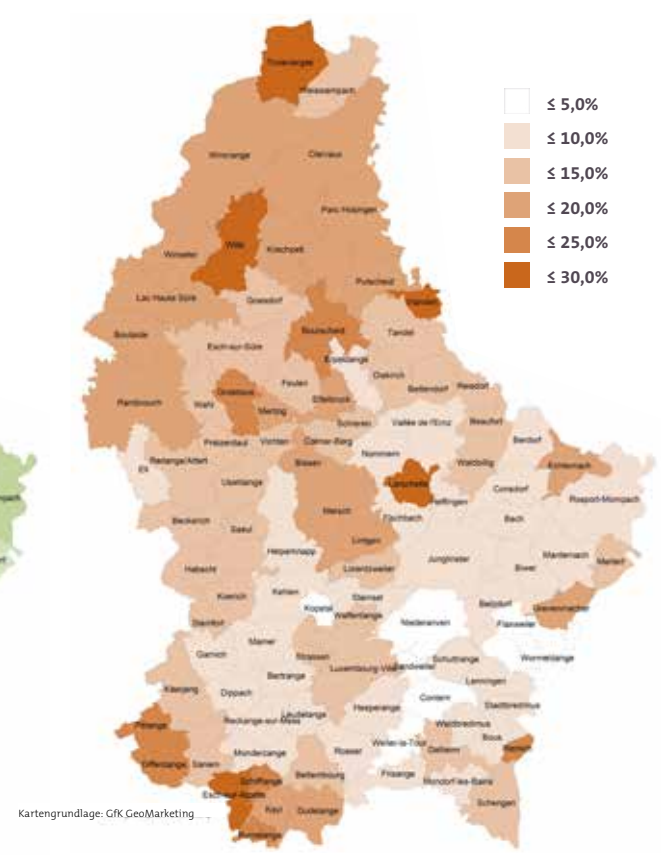 Troisvierges
Weiswampach
≤ 5,0%
≤ 10,0%
Wincrange
Clervaux
≤ 15,0%
Parc Hosingen
≤ 20,0%
Wiltz
Kiischpelt
≤ 25,0%
Winseler
Putscheid
≤ 30,0%
Lac Haute Sûre
Goesdorf
Vianden
Boulaide
Bourscheid
Tandel
Esch-sur-Sûre
Erpeldange
Feulen
Diekirch
Bettendorf
Reisdorf
Rambrouch
Wahl
Grosbous
Mertzig
Ettelbruck
Schieren
Vallée de l'Ernz
Beaufort
Préizerdaul
Vichten
Colmar-Berg
Berdorf
Ell
Redange/Attert
Bissen
Nommern
Waldbillig
Echternach
Useldange
Larochette
Consdorf
Rosport-Mompach
Heffingen
Beckerich
Saeul
Mersch
Fischbach
Bech
Lintgen
Helperknapp
Junglinster
Manternach
Mertert
Habscht
Lorentzweiler
Biwer
Koerich
Kehlen
Kopstal
Steinsel
Walferdange
Betzdorf
Grevenmacher
Steinfort
Niederanven
Flaxweiler
Mamer
Garnich
Strassen
Luxembourg-Ville
Sandweiler
Schuttrange
Wormeldange
Bertrange
Lenningen
Käerjeng
Dippach
Contern
Stadtbredimus
Leudelange
Hesperange
Reckange-sur-Mess
Waldbredimus
Pétange
Bous
Weiler-la-Tour
Dalheim
Remich
Mondercange
Roeser
Differdange
Sanem
Bettembourg
Frisange
Schifflange
Mondorf-les-Bains
Esch-sur-Alzette
Schengen
Kartengrundlage: GfK GeoMarketing
Kayl
Dudelange
Rumelange